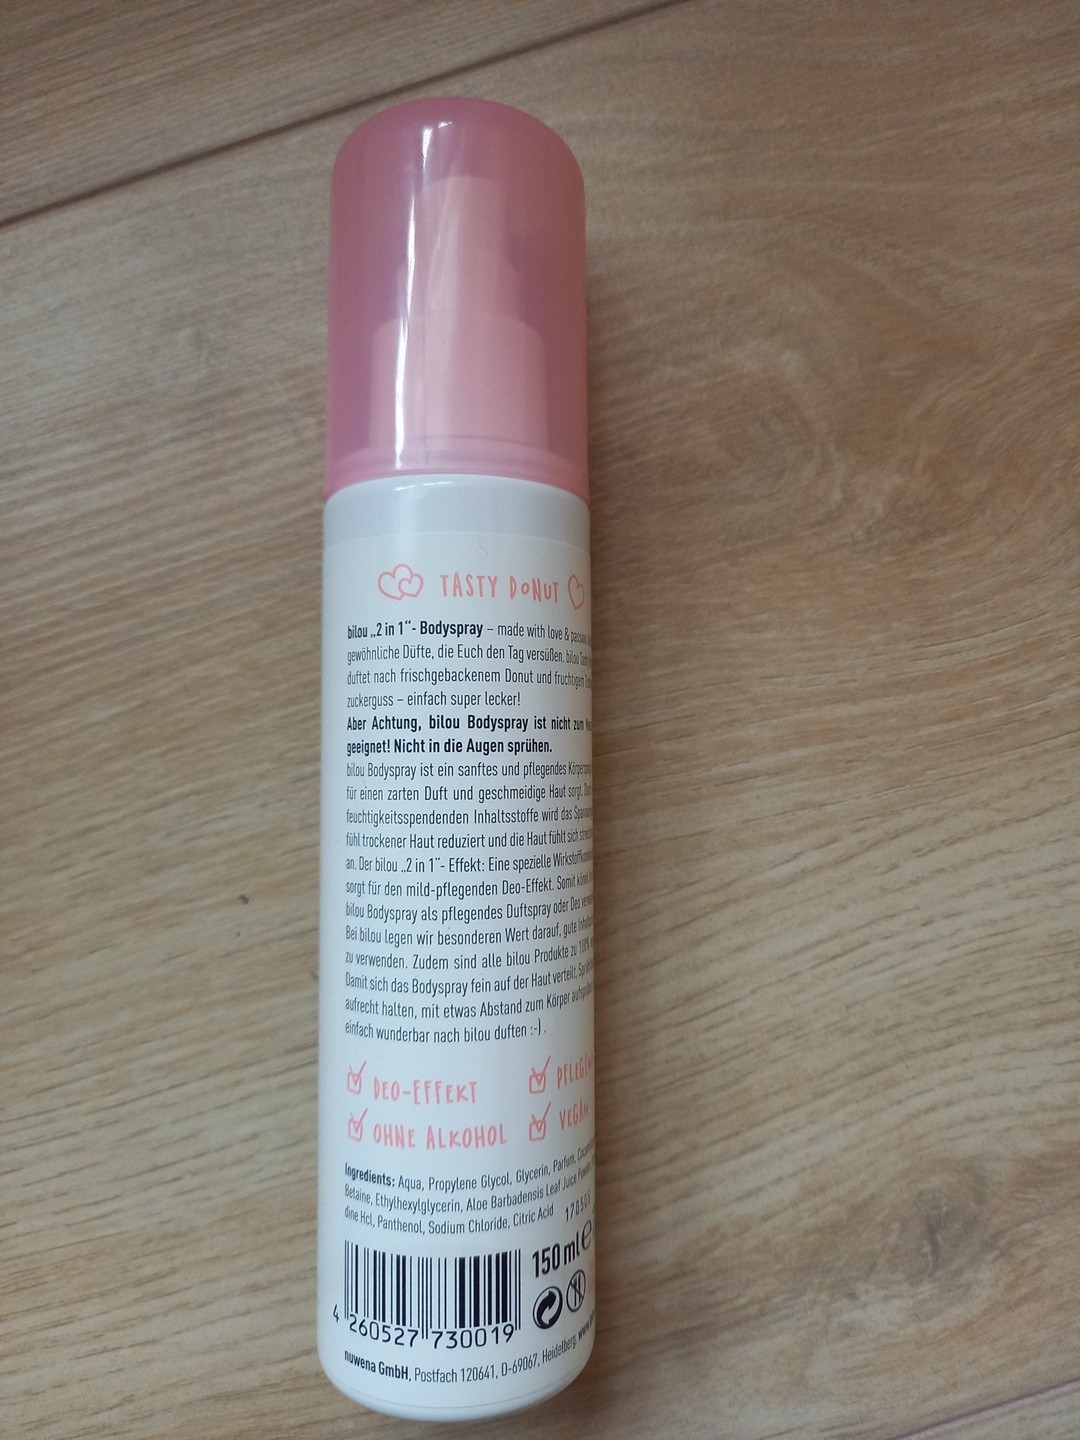 TASTY DONUT
bilou „2 in 1“- Bodyspray – made with love & passion.
gewöhnliche Düfte, die Euch den Tag versüßen: bilou Tasty
duftet nach frischgebackenem Donut und fruchtigem
zuckerguss – einfach super lecker!
Aber Achtung, bilou Bodyspray ist nicht zum
geeignet! Nicht in die Augen sprühen.
bilou Bodyspray ist ein sanftes und pflegendes
für einen zarten Duft und geschmeidige Haut sorgt.
feuchtigkeitsspendenden Inhaltsstoffe wird das
fühl trockener Haut reduziert und die Haut fühlt sich
an. Der bilou „2 in 1“- Effekt: Eine spezielle
sorgt für den mild-pflegenden Deo-Effekt. Somit
bilou Bodyspray als pflegendes Duftspray oder Deo
Bei bilou legen wir besonderen Wert darauf, gute
zu verwenden. Zudem sind alle bilou Produkte zu 100%
Damit sich das Bodyspray fein auf der Haut verteilt,
aufrecht halten, mit etwas Abstand zum Körper
einfach wunderbar nach bilou duften :-) .
DEO-EFFEKT
OHNE ALKOHOL VEGAN
Ingredients: Aqua, Propylene Glycol, Glycerin, Parfum,
Betaine, Ethylhexylglycerin, Aloe Barbadensis Leaf Juice Powder,
dine Hcl, Panthenol, Sodium Chloride, Citric Acid
150 ml e
4 260527 730019
nuwena GmbH, Postfach 120641, D-69067, Heidelberg,